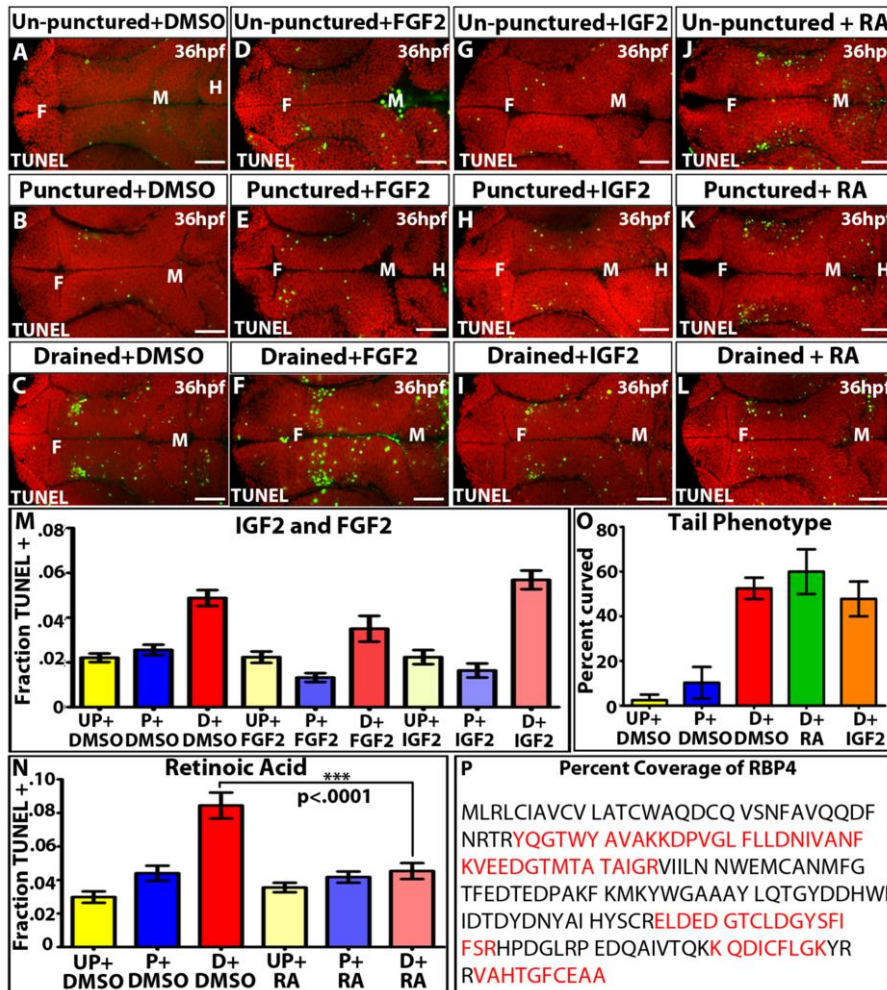 Un-punctured+DMSO
Un-punctured+FGF2
Un-punctured+IGF2
Un-punctured + RA
A 36hpf F M H TUNEL
D 36hpf F M TUNEL
G 36hpf F M TUNEL
J 36hpf F M TUNEL
Punctured+DMSO
Punctured+FGF2
Punctured+IGF2
Punctured+ RA
B 36hpf F M TUNEL
E 36hpf F M H TUNEL
H 36hpf F M H TUNEL
K 36hpf F M H TUNEL
Drained+DMSO
Drained+FGF2
Drained+IGF2
Drained + RA
C 36hpf F M TUNEL
F 36hpf F M TUNEL
I 36hpf F M TUNEL
L 36hpf F M TUNEL
M
IGF2 and FGF2
Fraction TUNEL +
.08
.06
.04
.02
0
UP+ P+ D+ UP+ P+ D+ UP+ P+ D+
DMSO DMSO DMSO FGF2 FGF2 FGF2 IGF2 IGF2 IGF2
O
Tail Phenotype
Percent curved
80
60
40
20
0
UP+ P+ D+ D+ D+
DMSO DMSO DMSO RA IGF2
N
Retinoic Acid
Fraction TUNEL +
.10
.08
.06
.04
.02
0
***
p<.0001
UP+ P+ D+ UP+ P+ D+
DMSO DMSO DMSO RA RA RA
P
Percent Coverage of RBP4
MLRLCIAVCV LATCWAQDCQ VSNFAVQQDF
NRTRYQGTWY AVAKKDPVGL FLLDNIVANF
KVEEDGTMTA TAIGRVIILN NWEMCANMFG
TFEDTEDPAKF KMKYWGAAAY LQTGYDDHW
IDTDYDNYAI HYSCRELDED GTCLDGYSFI
FSRHPDGLRP EDQAIVTQKK QDICFLGKYR
RVAHTGFCEAA